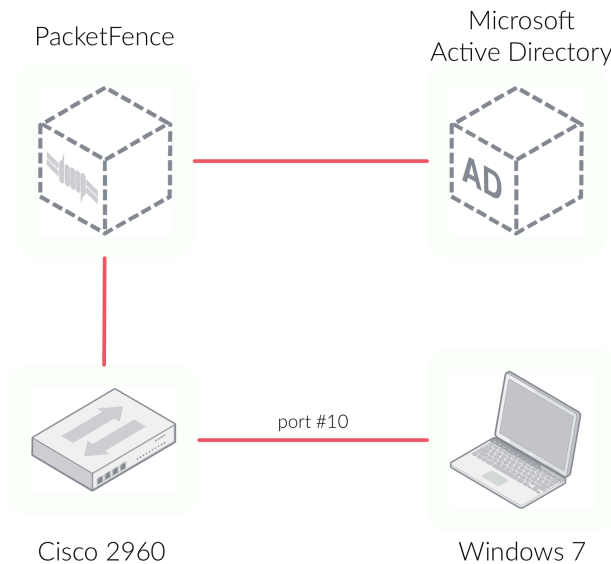 PacketFence
Microsoft
Active Directory
AD
port #10
Cisco 2960
Windows 7